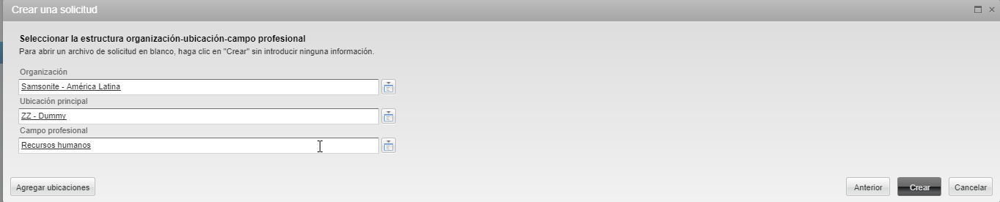 Crear una solicitud
Seleccionar la estructura organización-ubicación-campo profesional
Para abrir un archivo de solicitud en blanco, haga clic en "Crear" sin introducir ninguna información.
Organización
Samsonite - América Latina
Ubicación principal
ZZ - Dummy
Campo profesional
Recursos humanos
Agregar ubicaciones
Anterior
Crear
Cancelar